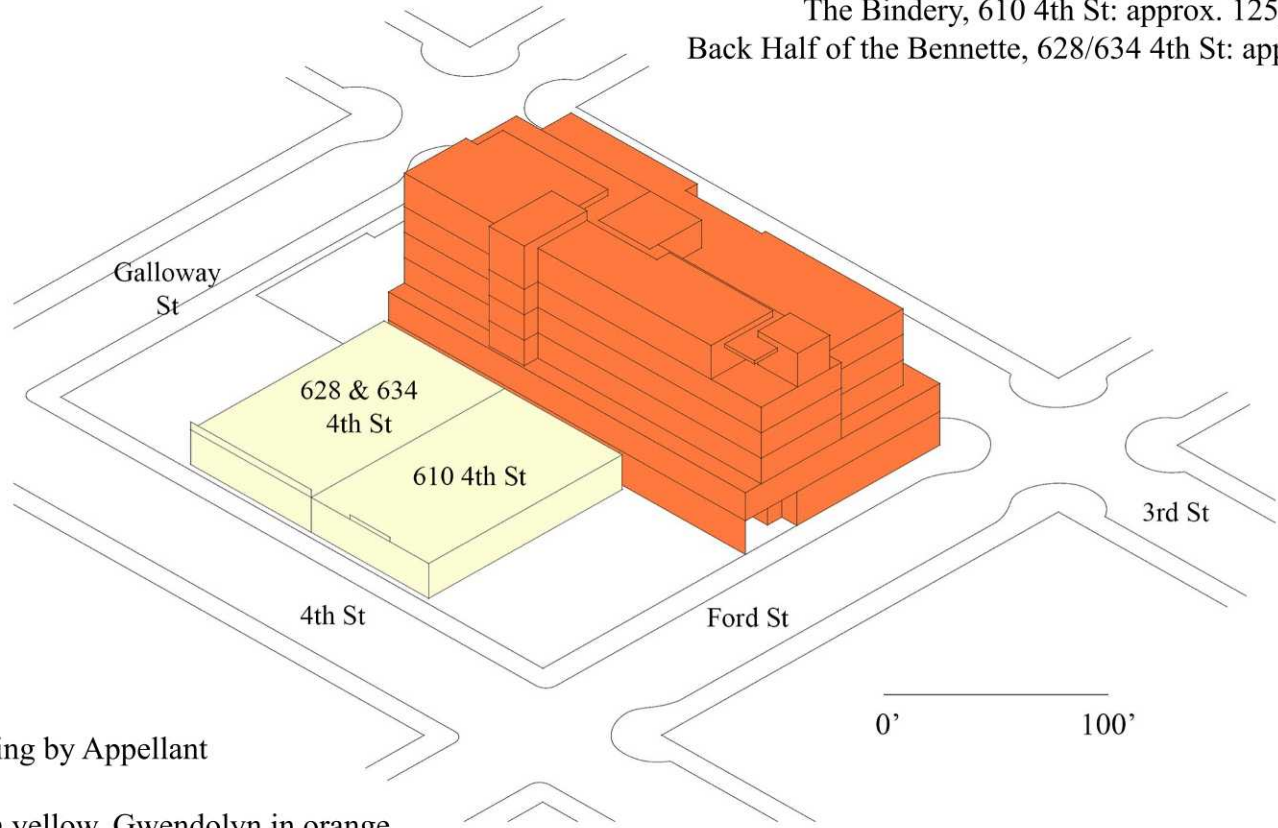 The Bindery, 610 4th St: approx. 125
Back Half of the Bennette, 628/634 4th St:
Galloway
St
628 & 634
4th St
610 4th St
3rd St
4th St
Ford St
0’
100’
by Appellant
yellow, Gwendolyn in orange